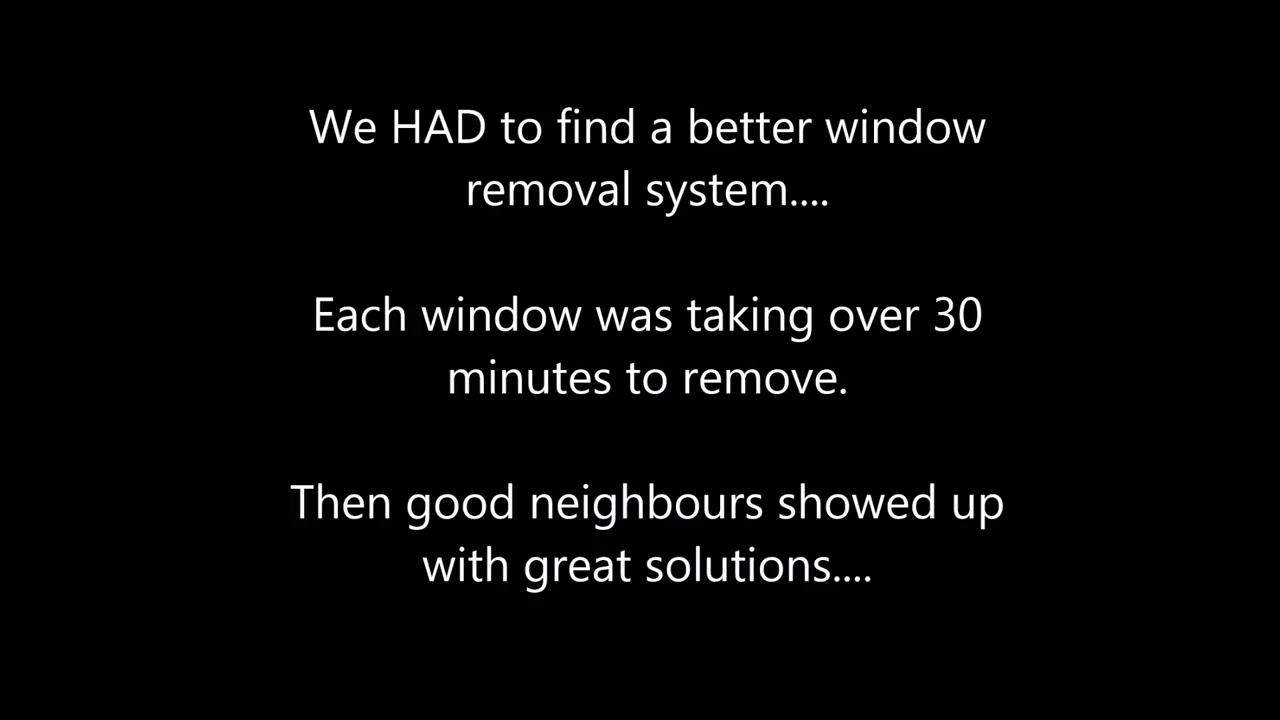 We HAD to find a better window
removal system....
Each window was taking over 30
minutes to remove.
Then good neighbours showed up
with great solutions....